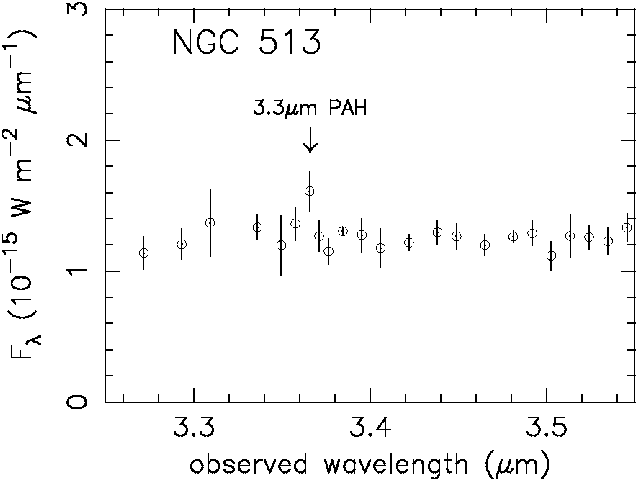 NGC 513
3.3μm PAH
3
2
1
0
F_λ (10^−15 W m^−2 μm^−1)
3.3 3.4 3.5
observed wavelength (μm)